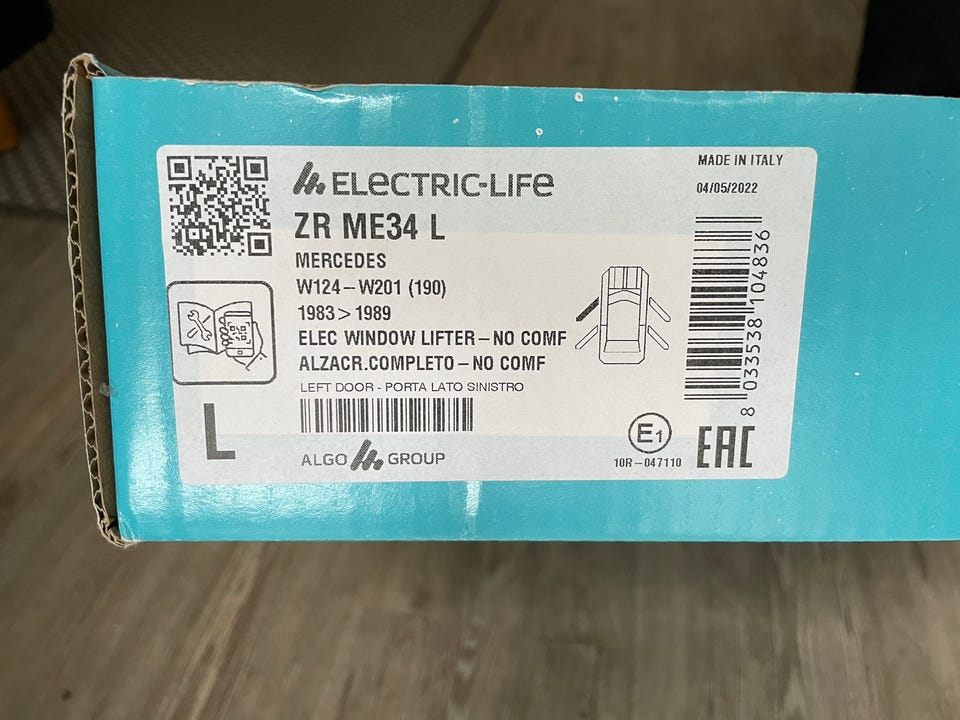 ELECTRIC-LIFE
ZR ME34 L
MERCEDES
W124-W201 (190)
1983>1989
ELEC WINDOW LIFTER-NO COMF
ALZACR.COMPLETO-NO COMF
LEFT DOOR - PORTA LATO SINISTRO
L
ALGO GROUP
MADE IN ITALY
04/05/2022
8 033538 104836
E1
10R-047110
EAC